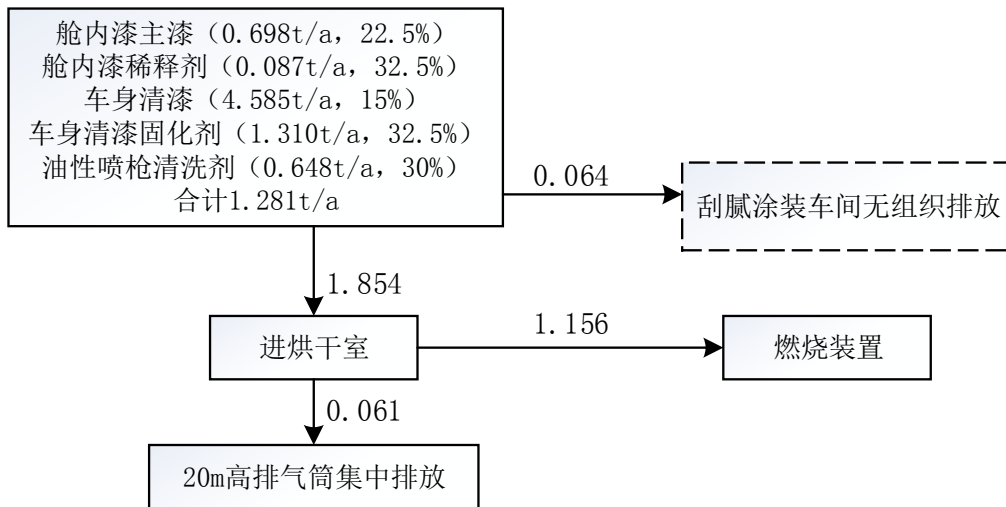 舱内漆主漆（0.698t/a，22.5%）
舱内漆稀释剂（0.087t/a，32.5%）
车身清漆（4.585t/a，15%）
车身清漆固化剂（1.310t/a，32.5%）
油性喷枪清洗剂（0.648t/a，30%）
合计1.281t/a
0.064
刮腻涂装车间无组织排放
1.854
进烘干室
1.156
燃烧装置
0.061
20m高排气筒集中排放